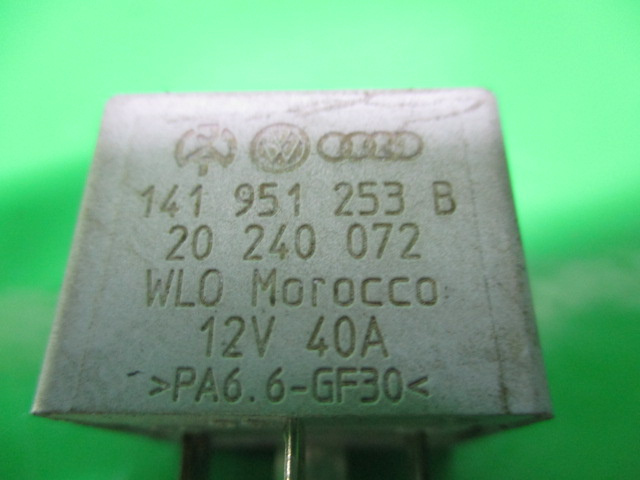 141 951 253 B
20 240 072
WLO Morocco
12V 40A
>PA6.6-GF30<